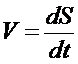 V = dS/dt